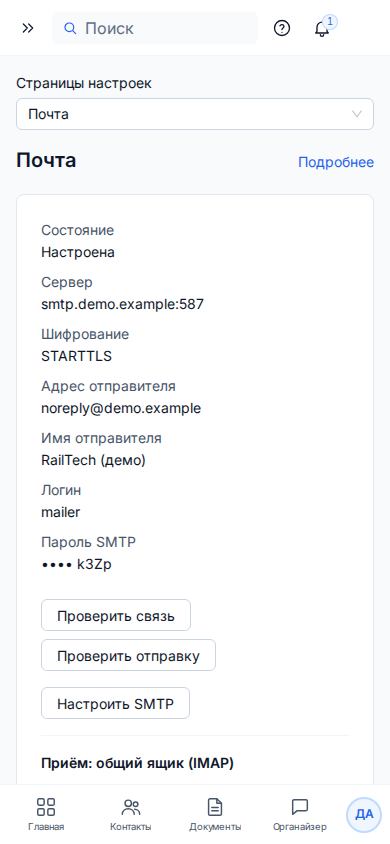 Поиск
1
Страницы настроек
Почта
Почта
Подробнее
Состояние
Настроена
Сервер
smtp.demo.example:587
Шифрование
STARTTLS
Адрес отправителя
noreply@demo.example
Имя отправителя
RailTech (демо)
Логин
mailer
Пароль SMTP
•••• k3Zp
Проверить связь
Проверить отправку
Настроить SMTP
Приём: общий ящик (IMAP)
Главная
Контакты
Документы
Органайзер
ДА